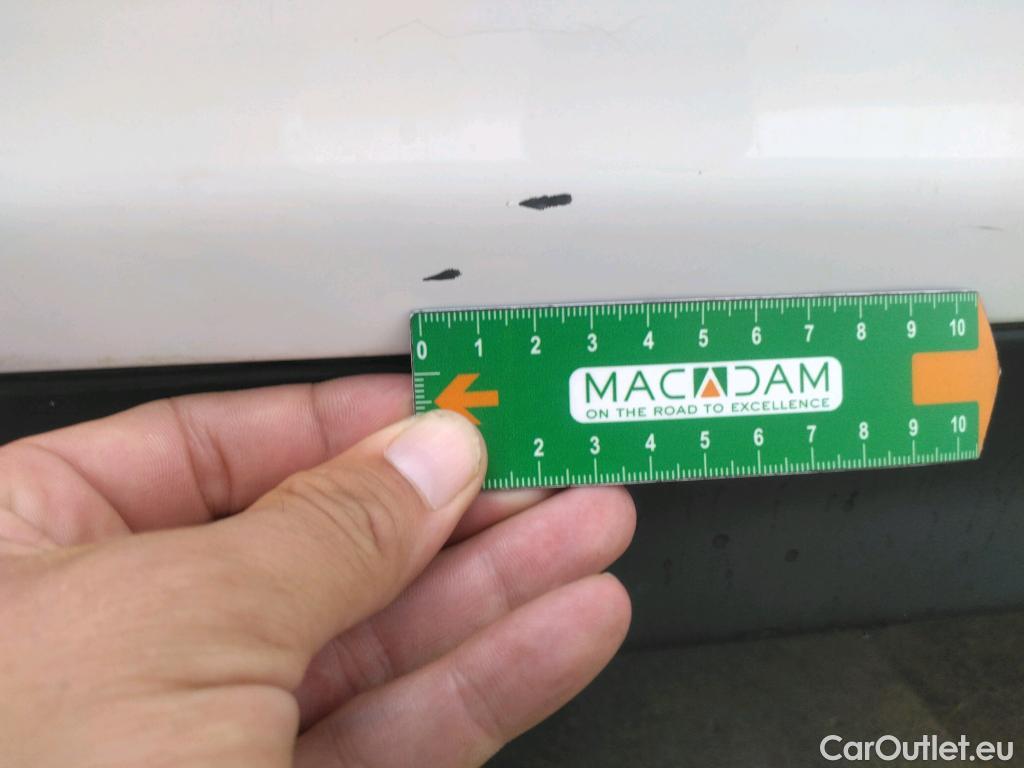 0 1 2 3 4 5 6 7 8 9 10
MACADAM
ON THE ROAD TO EXCELLENCE
2 3 4 5 6 7 8 9 10
CarOutlet.eu